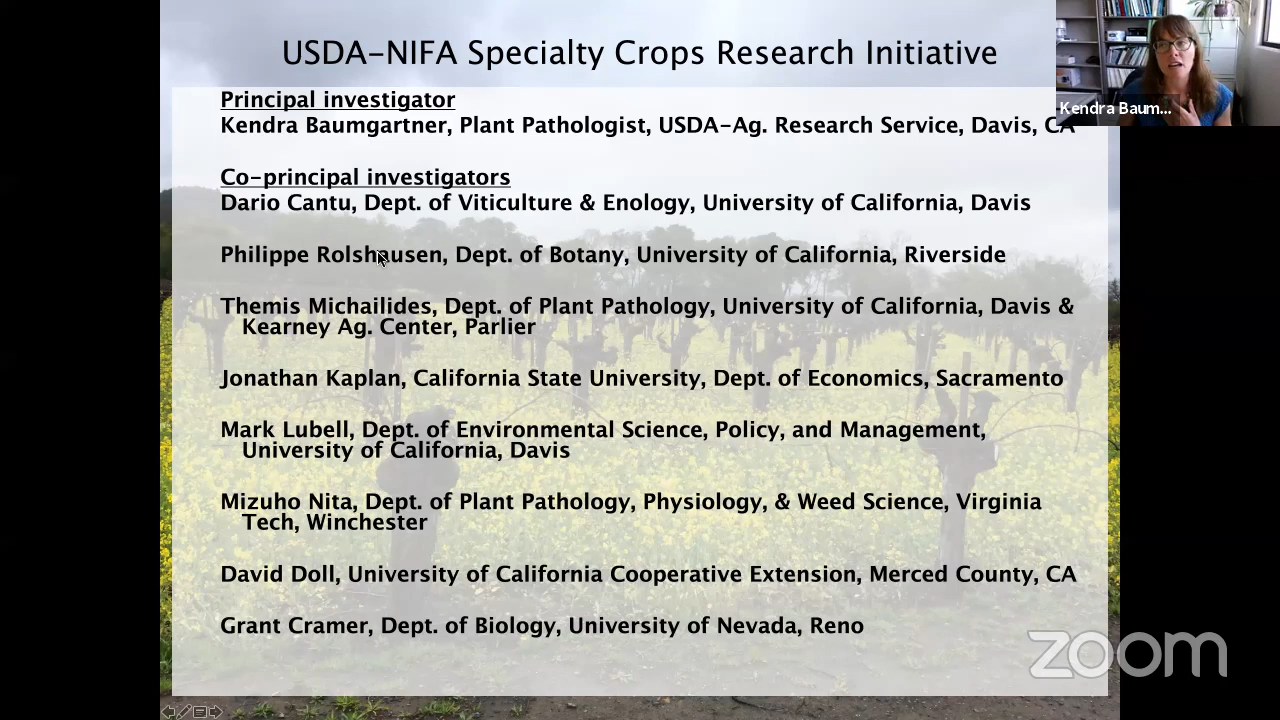 USDA-NIFA Specialty Crops Research Initiative
Kendra Baum...
Principal investigator
Kendra Baumgartner, Plant Pathologist, USDA-Ag. Research Service, Davis, CA
Co-principal investigators
Dario Cantu, Dept. of Viticulture & Enology, University of California, Davis
Philippe Rolshausen, Dept. of Botany, University of California, Riverside
Themis Michailides, Dept. of Plant Pathology, University of California, Davis &
Kearney Ag. Center, Parlier
Jonathan Kaplan, California State University, Dept. of Economics, Sacramento
Mark Lubell, Dept. of Environmental Science, Policy, and Management,
University of California, Davis
Mizuho Nita, Dept. of Plant Pathology, Physiology, & Weed Science, Virginia
Tech, Winchester
David Doll, University of California Cooperative Extension, Merced County, CA
Grant Cramer, Dept. of Biology, University of Nevada, Reno
zoom